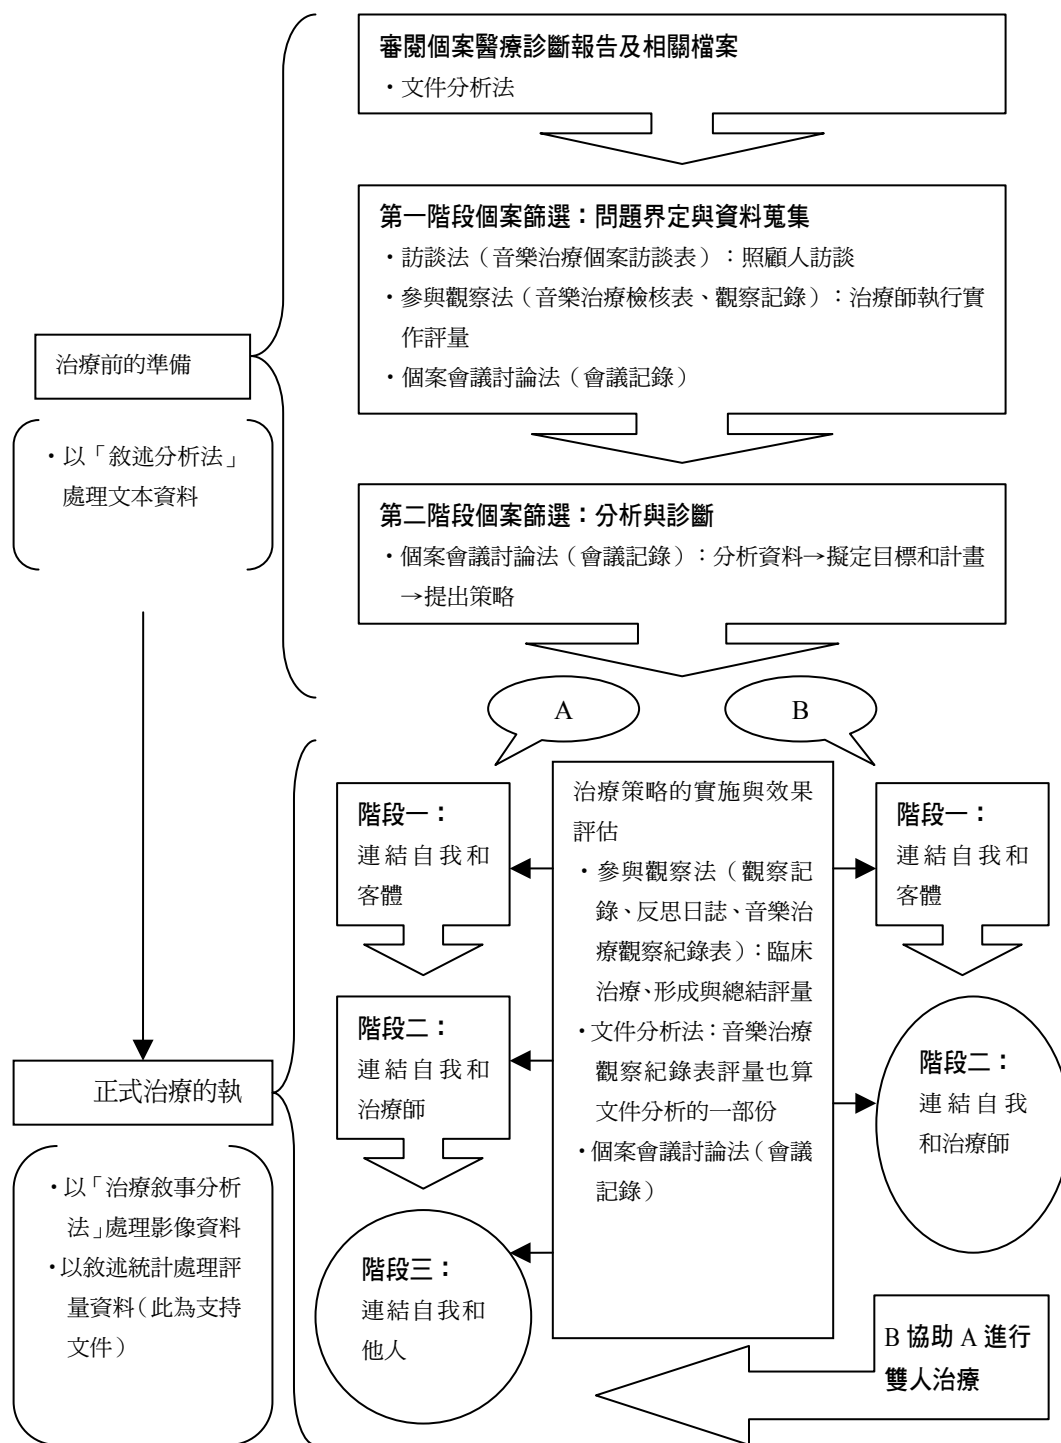 審閱個案醫療診斷報告及相關檔案
・文件分析法
第一階段個案篩選：問題界定與資料蒐集
・訪談法（音樂治療個案訪談表）：照顧人訪談
・參與觀察法（音樂治療檢核表、觀察記錄）：治療師執行實
作評量
・個案會議討論法（會議記錄）
治療前的準備
・以「敘述分析法」
處理文本資料
第二階段個案篩選：分析與診斷
・個案會議討論法（會議記錄）：分析資料→擬定目標和計畫
→提出策略
A
B
階段一：
連結自我和
客體
階段二：
連結自我和
治療師
階段三：
連結自我和
他人
治療策略的實施與效果
評估
・參與觀察法（觀察記
錄、反思日誌、音樂治
療觀察紀錄表）：臨床
治療、形成與總結評量
・文件分析法：音樂治療
觀察紀錄表評量也算
文件分析的一部份
・個案會議討論法（會議
記錄）
階段一：
連結自我和
客體
階段二：
連結自我
和治療師
正式治療的執
・以「治療敘事分析
法」處理影像資料
・以敘述統計處理評
量資料（此為支持
文件）
B 協助 A 進行
雙人治療